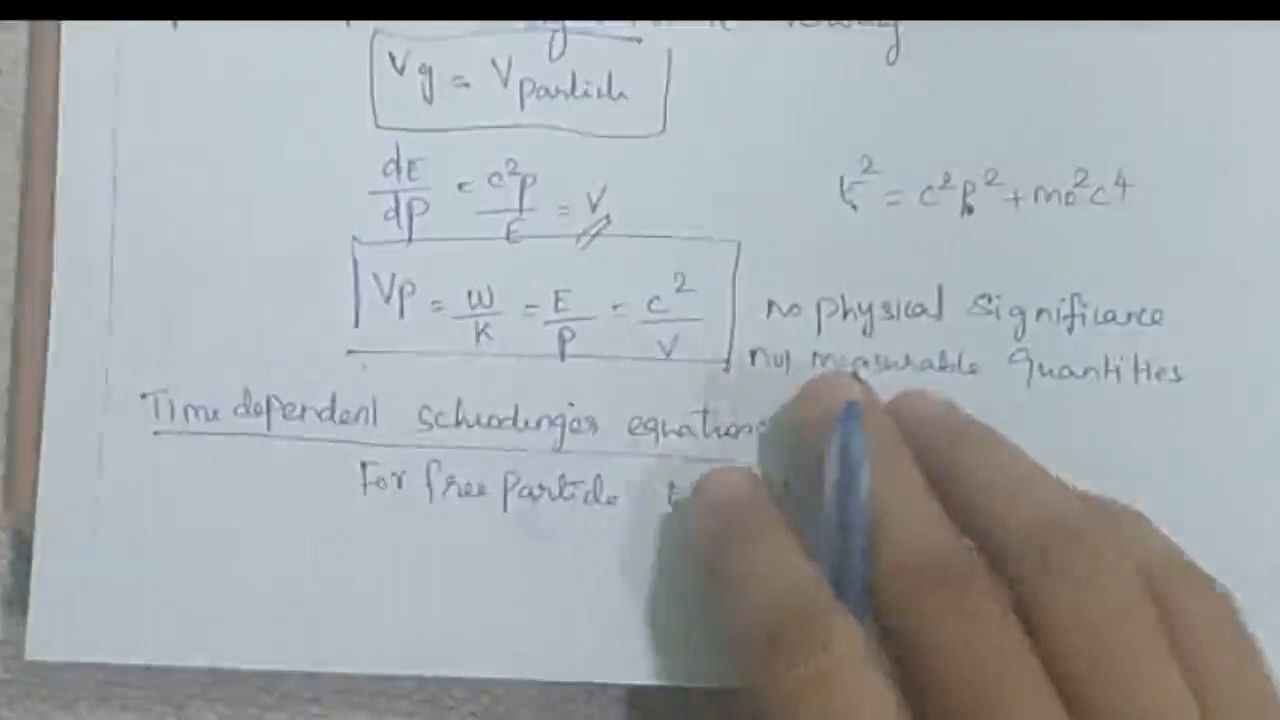 Vg = Vparticle
dE/dp = c²p/E = V
E² = c²p² + m₀²c⁴
Vp = ω/K = E/p = c²/V
no physical significance
not measurable quantities
Time dependent schrodinger equations
For free particle